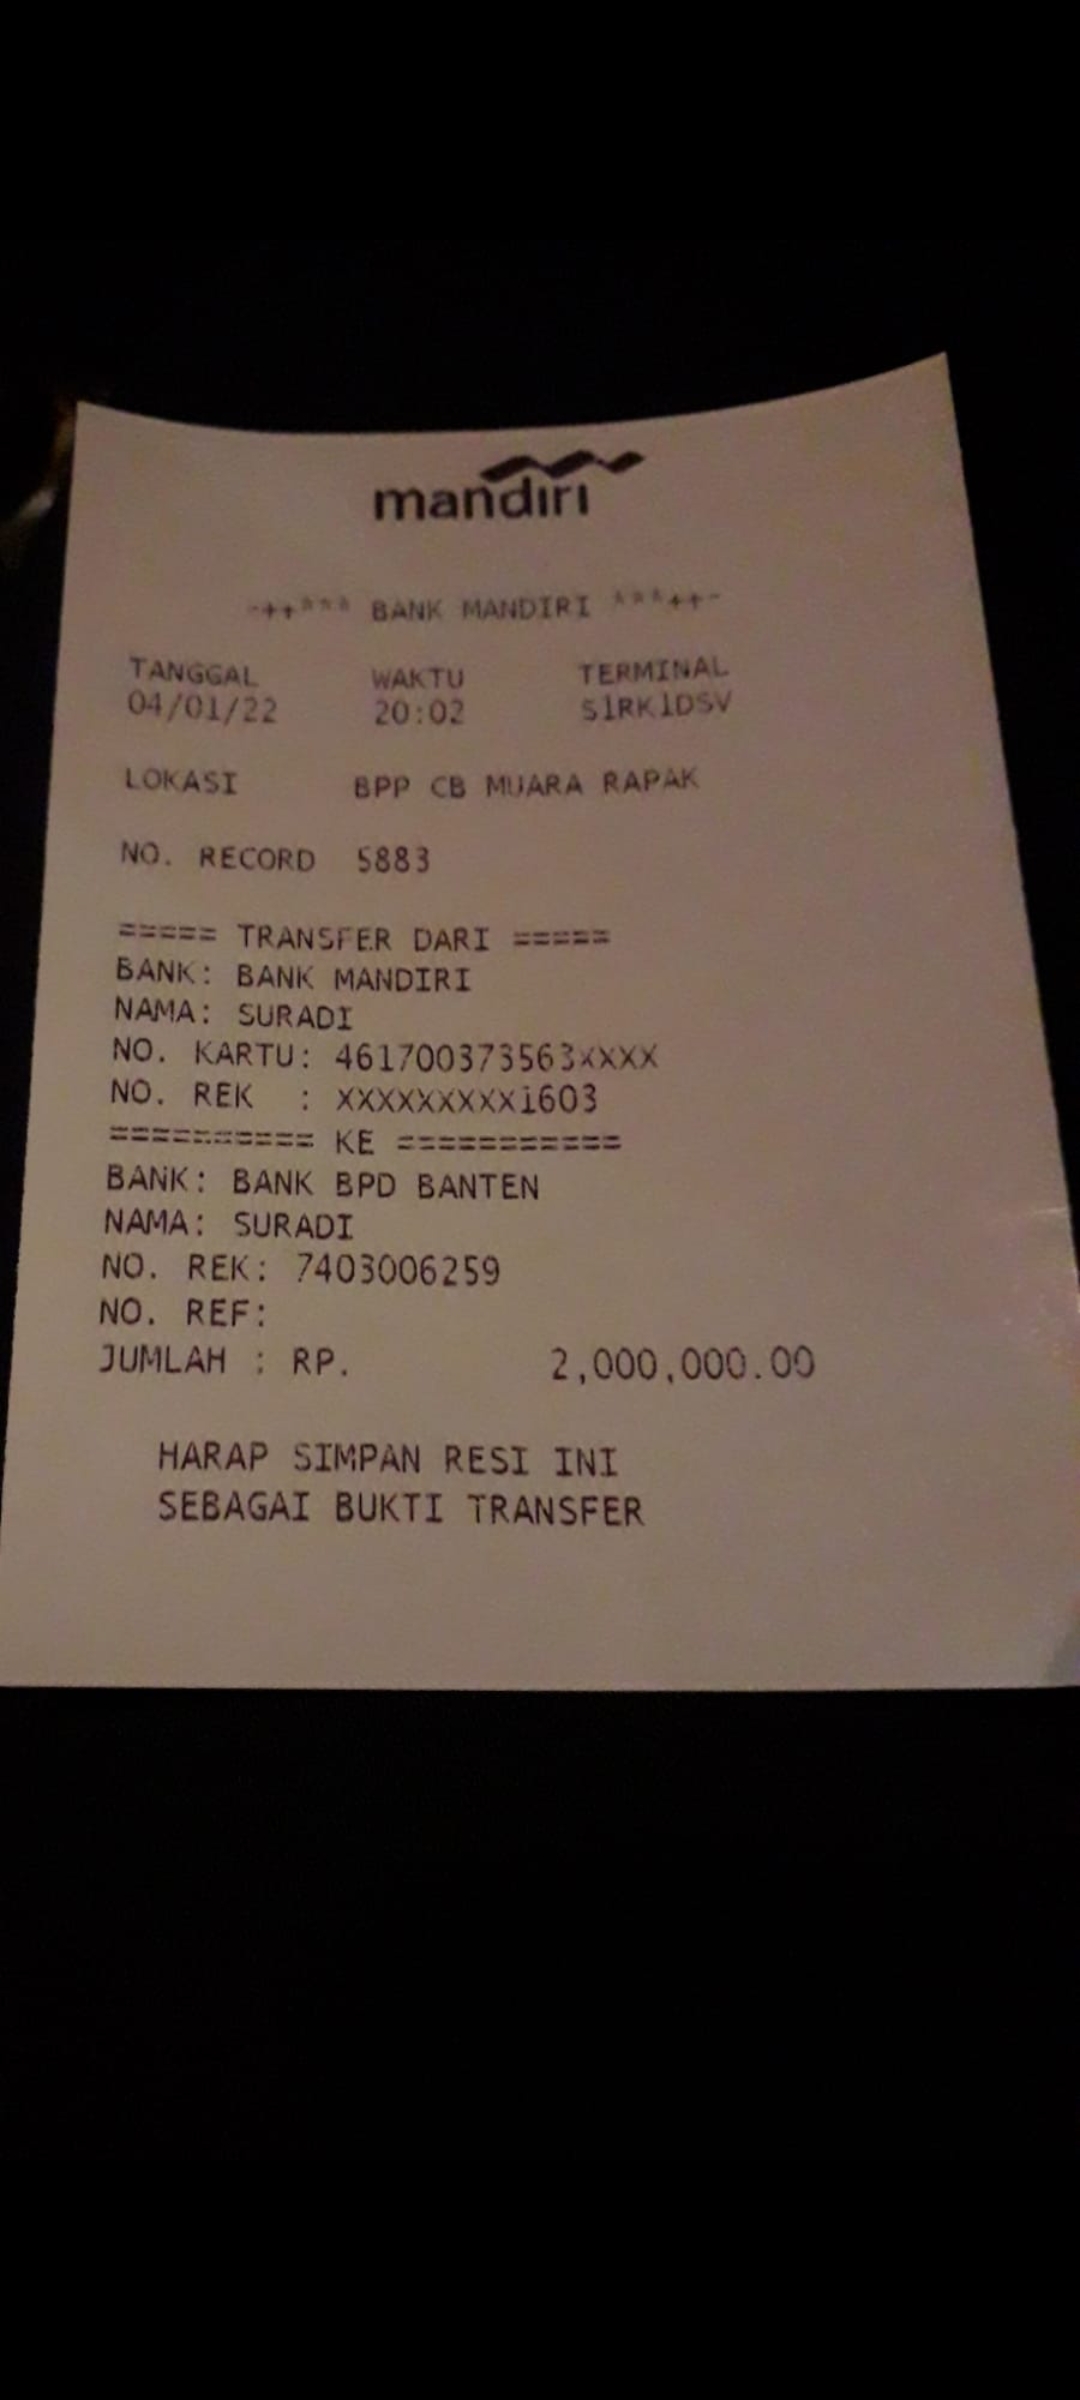 mandiri
-++*** BANK MANDIRI ***++-
TANGGAL WAKTU TERMINAL
04/01/22 20:02 S1RK1DSV
LOKASI BPP CB MUARA RAPAK
NO. RECORD 5883
===== TRANSFER DARI =====
BANK: BANK MANDIRI
NAMA: SURADI
NO. KARTU: 461700373563xxxx
NO. REK : xxxxxxxxx1603
========== KE ===========
BANK: BANK BPD BANTEN
NAMA: SURADI
NO. REK: 7403006259
NO. REF:
JUMLAH : RP. 2,000,000.00
HARAP SIMPAN RESI INI
SEBAGAI BUKTI TRANSFER